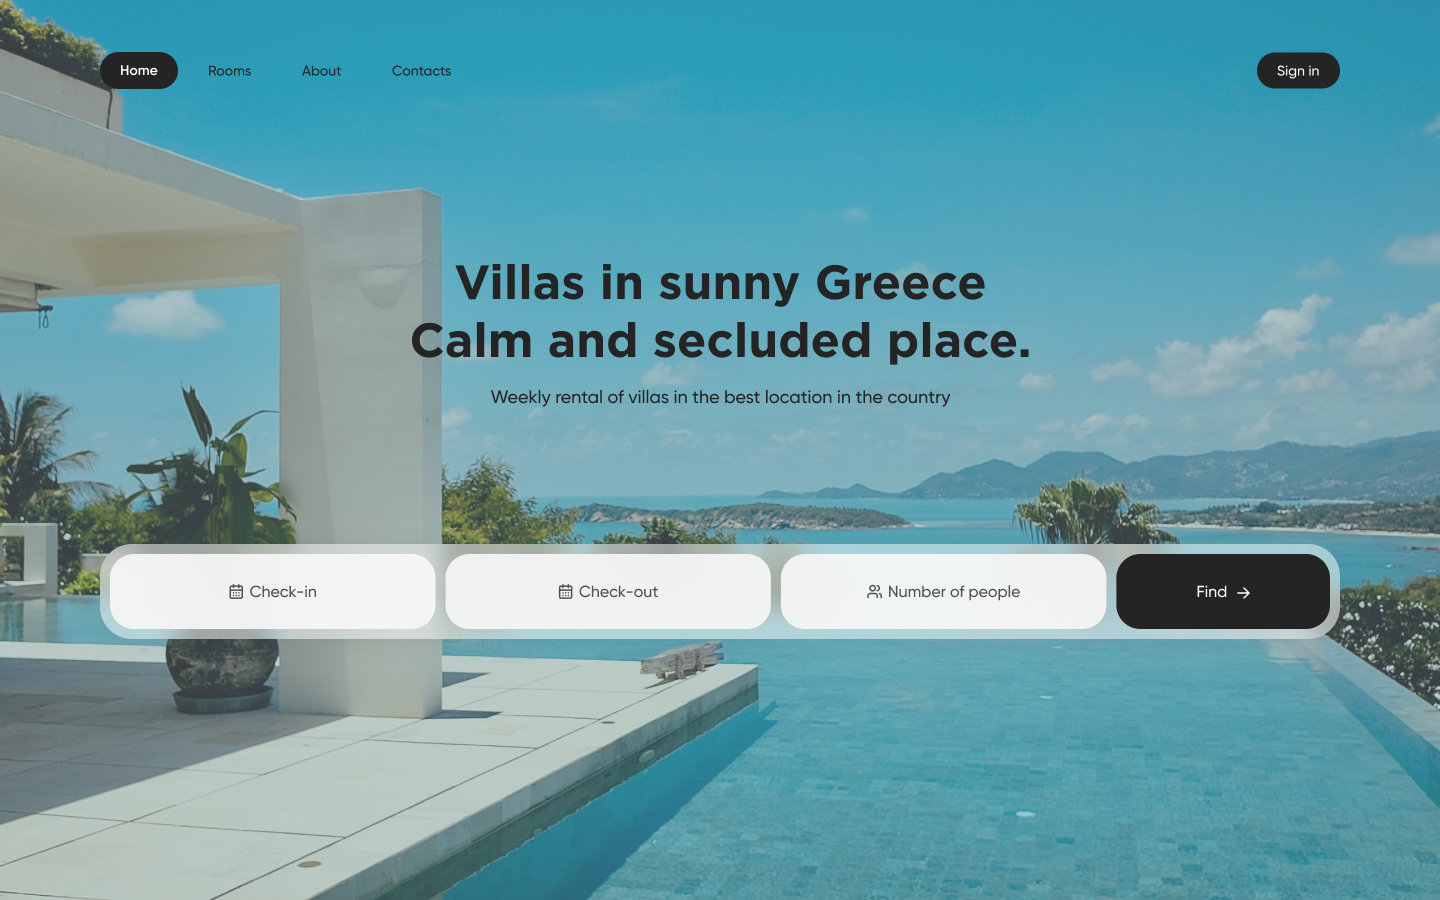 Home
Rooms
About
Contacts
Sign in
Villas in sunny Greece
Calm and secluded place.
Weekly rental of villas in the best location in the country
Check-in
Check-out
Number of people
Find